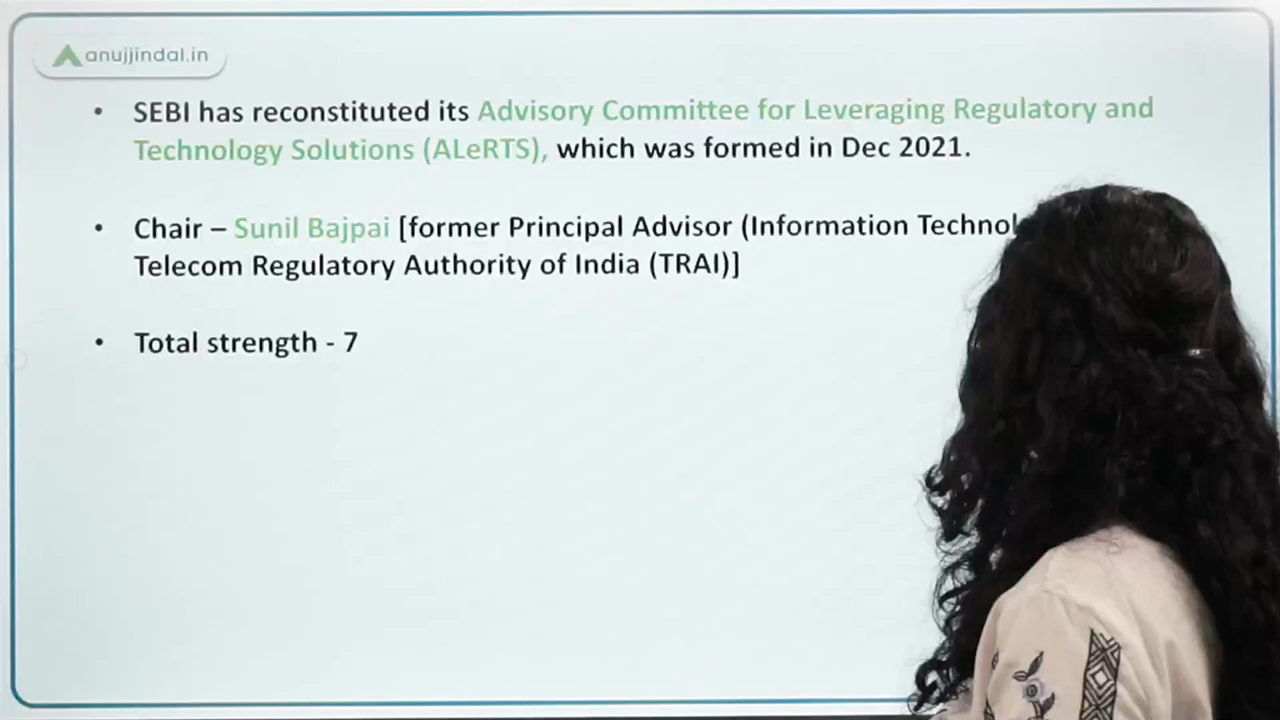 anujjindal.in
• SEBI has reconstituted its Advisory Committee for Leveraging Regulatory and
Technology Solutions (ALeRTS), which was formed in Dec 2021.
• Chair – Sunil Bajpai [former Principal Advisor (Information
Telecom Regulatory Authority of India (TRAI)]
• Total strength - 7